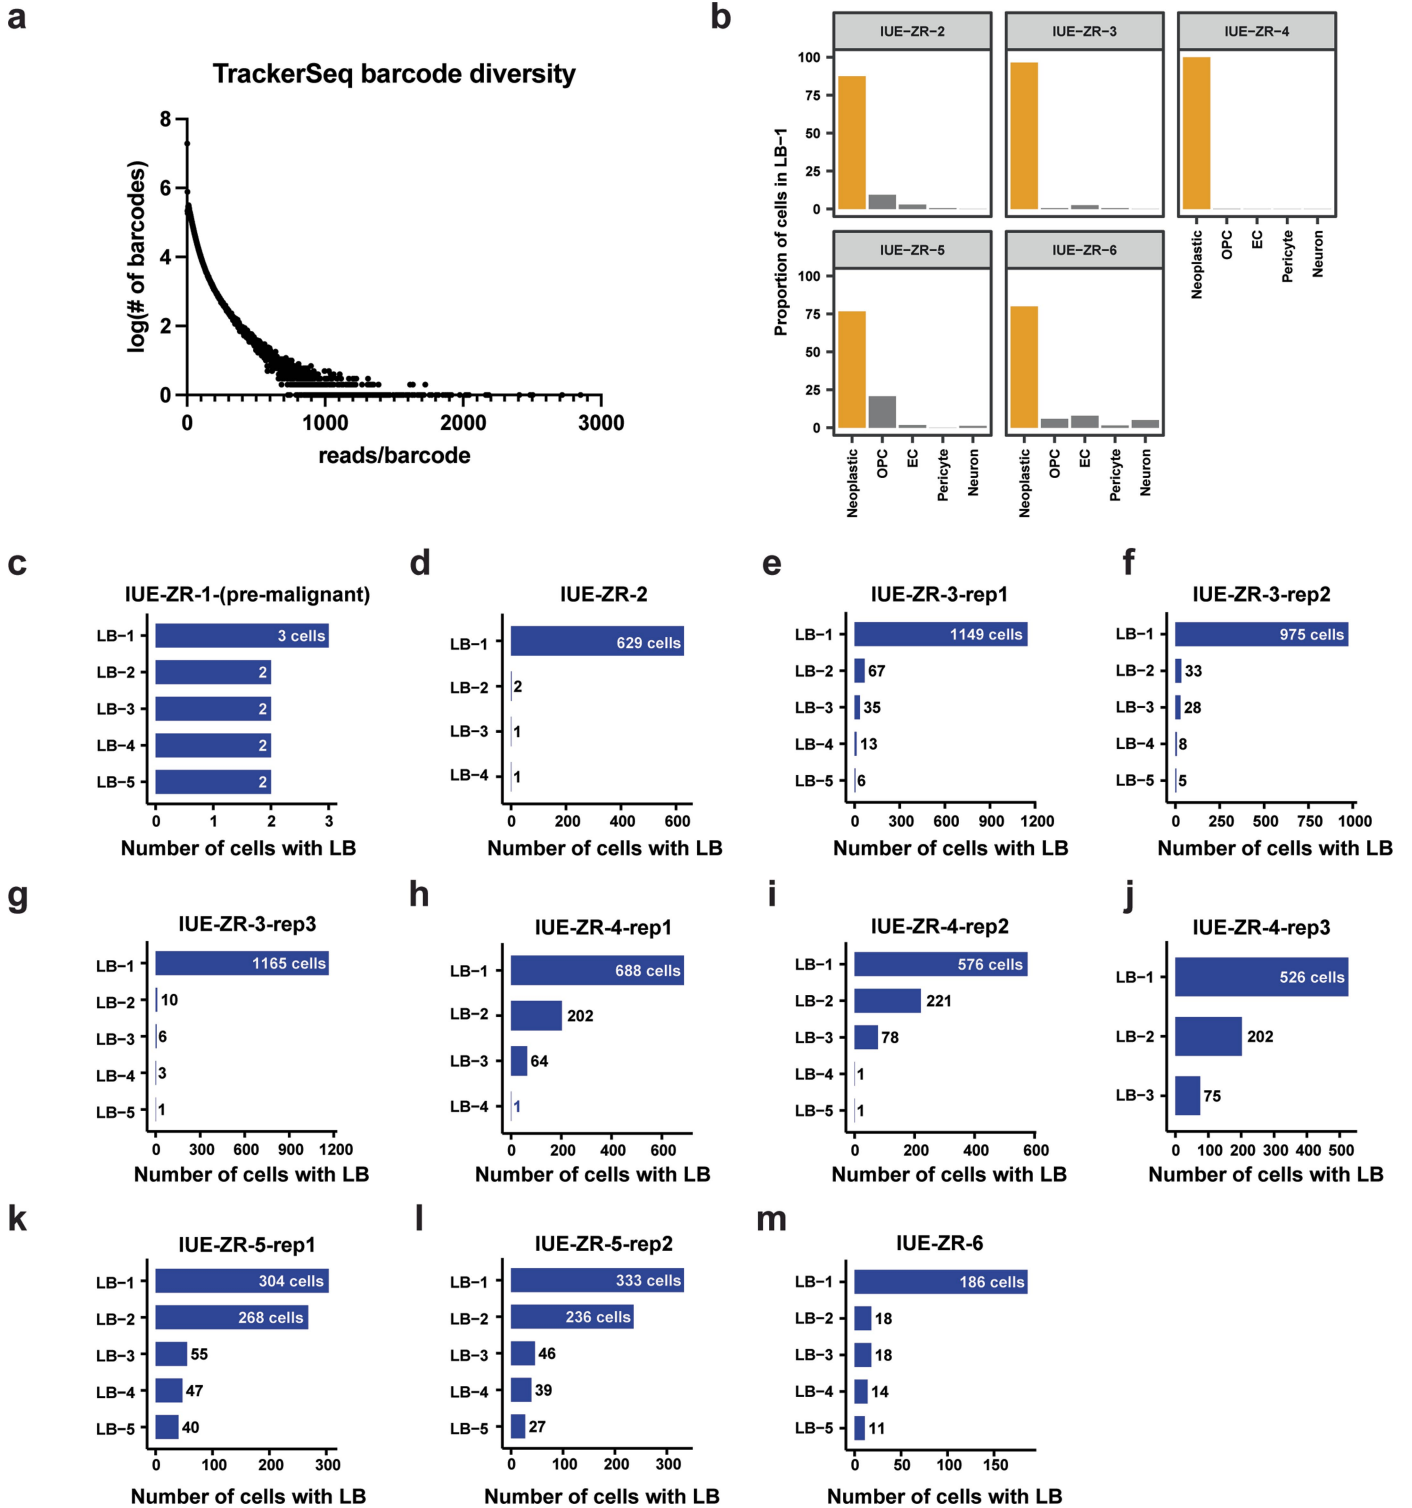 a
TrackerSeq barcode diversity
log(# of barcodes)
8
6
4
2
0
0 1000 2000 3000
reads/barcode
b
Proportion of cells in LB−1
IUE−ZR−2 IUE−ZR−3 IUE−ZR−4
100
75
50
25
0
Neoplastic OPC EC Pericyte Neuron
IUE−ZR−5 IUE−ZR−6
100
75
50
25
0
Neoplastic OPC EC Pericyte Neuron
Neoplastic OPC EC Pericyte Neuron
c
IUE-ZR-1-(pre-malignant)
LB−1 3 cells
LB−2 2
LB−3 2
LB−4 2
LB−5 2
0 1 2 3
Number of cells with LB
d
IUE-ZR-2
LB−1 629 cells
LB−2 2
LB−3 1
LB−4 1
0 200 400 600
Number of cells with LB
e
IUE-ZR-3-rep1
LB−1 1149 cells
LB−2 67
LB−3 35
LB−4 13
LB−5 6
0 300 600 900 1200
Number of cells with LB
f
IUE-ZR-3-rep2
LB−1 975 cells
LB−2 33
LB−3 28
LB−4 8
LB−5 5
0 250 500 750 1000
Number of cells with LB
g
IUE-ZR-3-rep3
LB−1 1165 cells
LB−2 10
LB−3 6
LB−4 3
LB−5 1
0 300 600 900 1200
Number of cells with LB
h
IUE-ZR-4-rep1
LB−1 688 cells
LB−2 202
LB−3 64
LB−4 1
0 200 400 600
Number of cells with LB
i
IUE-ZR-4-rep2
LB−1 576 cells
LB−2 221
LB−3 78
LB−4 1
LB−5 1
0 200 400 600
Number of cells with LB
j
IUE-ZR-4-rep3
LB−1 526 cells
LB−2 202
LB−3 75
0 100 200 300 400 500
Number of cells with LB
k
IUE-ZR-5-rep1
LB−1 304 cells
LB−2 268 cells
LB−3 55
LB−4 47
LB−5 40
0 100 200 300
Number of cells with LB
l
IUE-ZR-5-rep2
LB−1 333 cells
LB−2 236 cells
LB−3 46
LB−4 39
LB−5 27
0 100 200 300
Number of cells with LB
m
IUE-ZR-6
LB−1 186 cells
LB−2 18
LB−3 18
LB−4 14
LB−5 11
0 50 100 150
Number of cells with LB